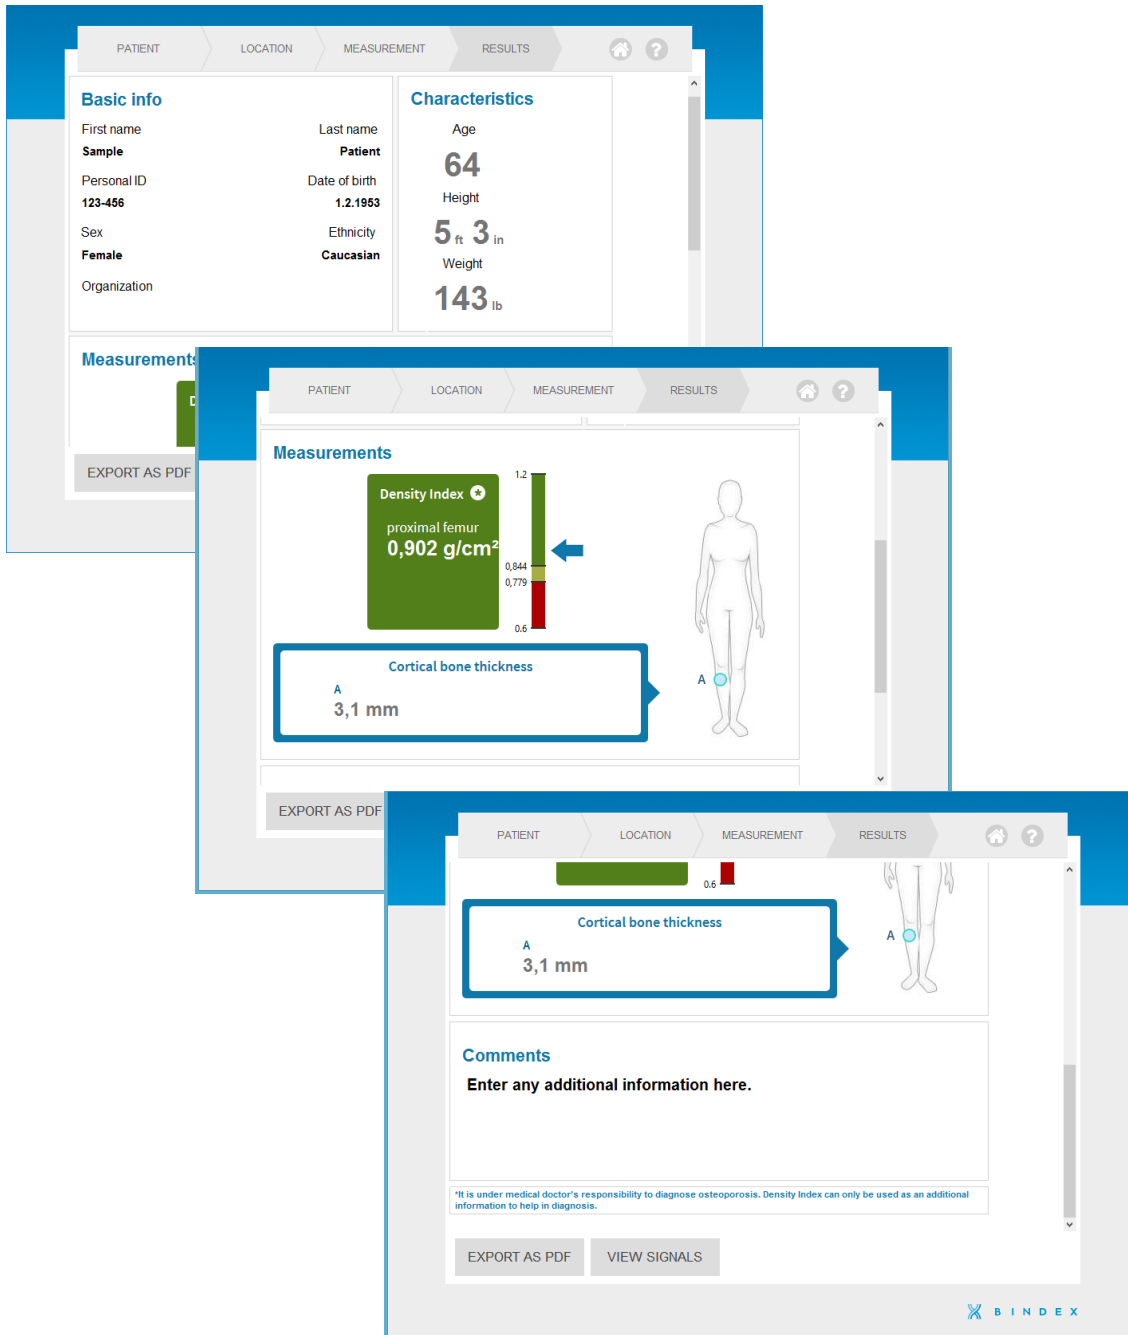 PATIENT LOCATION MEASUREMENT RESULTS ?
Basic info
First name Last name
Sample Patient
Personal ID Date of birth
123-456 1.2.1953
Sex Ethnicity
Female Caucasian
Organization
Characteristics
Age
64
Height
5 ft 3 in
Weight
143 lb
Measurements
D
EXPORT AS PDF
PATIENT LOCATION MEASUREMENT RESULTS ?
Measurements
Density Index *
proximal femur
0,902 g/cm²
1.2
0,844
0,779
0.6
Cortical bone thickness
A
3,1 mm
A
EXPORT AS PDF
PATIENT LOCATION MEASUREMENT RESULTS ?
0.6
Cortical bone thickness
A
3,1 mm
A
Comments
Enter any additional information here.
*It is under medical doctor's responsibility to diagnose osteoporosis. Density Index can only be used as an additional
information to help in diagnosis.
EXPORT AS PDF VIEW SIGNALS
BINDEX